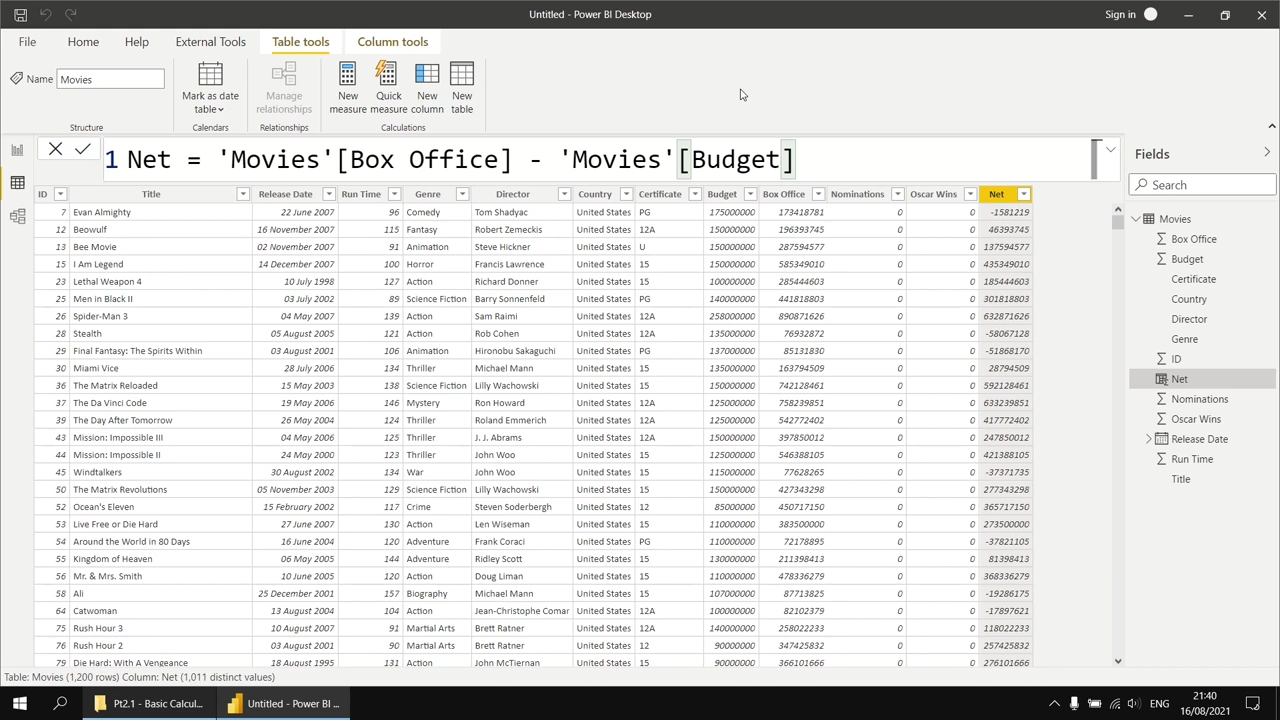 Untitled - Power BI Desktop
Sign in
File Home Help External Tools Table tools Column tools
Name Movies
Mark as date table
Manage relationships
New measure
Quick measure
New column
New table
Structure Calendars Relationships Calculations
1 Net = 'Movies'[Box Office] - 'Movies'[Budget]
ID Title Release Date Run Time Genre Director Country Certificate Budget Box Office Nominations Oscar Wins Net
7 Evan Almighty 22 June 2007 96 Comedy Tom Shadyac United States PG 175000000 173418781 0 0 -1581219
12 Beowulf 16 November 2007 115 Fantasy Robert Zemeckis United States 12A 150000000 196393745 0 0 46393745
13 Bee Movie 02 November 2007 91 Animation Steve Hickner United States U 150000000 287594577 0 0 137594577
15 I Am Legend 14 December 2007 100 Horror Francis Lawrence United States 15 150000000 585349010 0 0 435349010
23 Lethal Weapon 4 10 July 1998 127 Action Richard Donner United States 15 100000000 285444603 0 0 185444603
25 Men in Black II 03 July 2002 89 Science Fiction Barry Sonnenfeld United States PG 140000000 441818803 0 0 301818803
26 Spider-Man 3 04 May 2007 139 Action Sam Raimi United States 12A 258000000 890871626 0 0 632871626
28 Stealth 05 August 2005 121 Action Rob Cohen United States 12A 135000000 76932872 0 0 -58067128
29 Final Fantasy: The Spirits Within 03 August 2001 106 Animation Hironobu Sakaguchi United States PG 137000000 85131830 0 0 -51868170
30 Miami Vice 28 July 2006 134 Thriller Michael Mann United States 15 135000000 163794509 0 0 28794509
36 The Matrix Reloaded 15 May 2003 138 Science Fiction Lilly Wachowski United States 15 150000000 742128461 0 0 592128461
37 The Da Vinci Code 19 May 2006 146 Mystery Ron Howard United States 12A 125000000 758239851 0 0 633239851
39 The Day After Tomorrow 26 May 2004 124 Thriller Roland Emmerich United States 12A 125000000 542772402 0 0 417772402
43 Mission: Impossible III 04 May 2006 125 Thriller J. J. Abrams United States 12A 150000000 397850012 0 0 247850012
44 Mission: Impossible II 24 May 2000 123 Thriller John Woo United States 15 125000000 546388105 0 0 421388105
45 Windtalkers 30 August 2002 134 War John Woo United States 15 115000000 77628265 0 0 -37371735
50 The Matrix Revolutions 05 November 2003 129 Science Fiction Lilly Wachowski United States 15 150000000 427343298 0 0 277343298
52 Ocean's Eleven 15 February 2002 117 Crime Steven Soderbergh United States 12 85000000 450717150 0 0 365717150
53 Live Free or Die Hard 27 June 2007 130 Action Len Wiseman United States 15 110000000 383500000 0 0 273500000
54 Around the World in 80 Days 16 June 2004 120 Adventure Frank Coraci United States PG 110000000 72178895 0 0 -37821105
55 Kingdom of Heaven 06 May 2005 144 Adventure Ridley Scott United States 15 130000000 211398413 0 0 81398413
56 Mr. & Mrs. Smith 10 June 2005 120 Action Doug Liman United States 15 110000000 478336279 0 0 368336279
58 Ali 25 December 2001 157 Biography Michael Mann United States 15 107000000 87713825 0 0 -19286175
64 Catwoman 13 August 2004 104 Action Jean-Christophe Comar United States 12A 100000000 82102379 0 0 -17897621
75 Rush Hour 3 10 August 2007 91 Martial Arts Brett Ratner United States 12A 140000000 258022233 0 0 118022233
76 Rush Hour 2 03 August 2001 90 Martial Arts Brett Ratner United States 12 90000000 347425832 0 0 257425832
79 Die Hard: With A Vengeance 18 August 1995 131 Action John McTiernan United States 15 90000000 366101666 0 0 276101666
Fields
Search
Movies
Box Office
Budget
Certificate
Country
Director
Genre
ID
Net
Nominations
Oscar Wins
Release Date
Run Time
Title
Table: Movies (1,200 rows) Column: Net (1,011 distinct values)
Pt2.1 - Basic Calcul...
Untitled - Power BI ...
ENG
21:40
16/08/2021